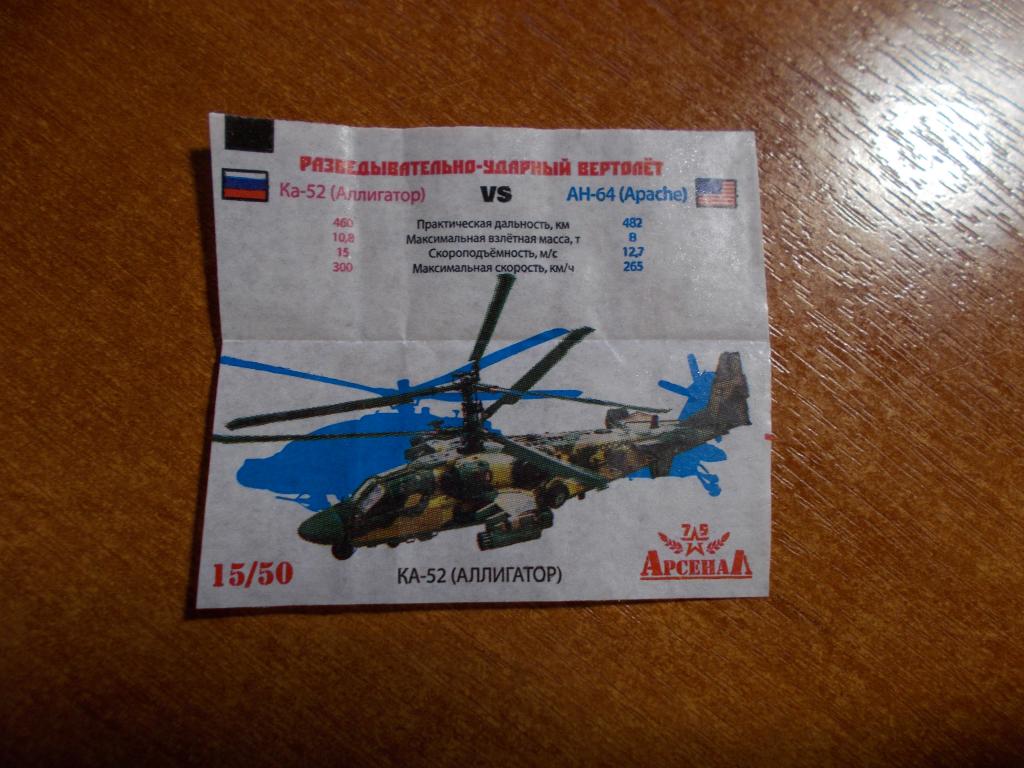 РАЗВЕДЫВАТЕЛЬНО-УДАРНЫЙ ВЕРТОЛЁТ
Ка-52 (Аллигатор) VS АН-64 (Apache)
460 Практическая дальность, км 482
10,8 Максимальная взлётная масса, т 8
15 Скороподъёмность, м/с 12,7
300 Максимальная скорость, км/ч 265
75
АРСЕНАЛ
15/50 КА-52 (АЛЛИГАТОР)